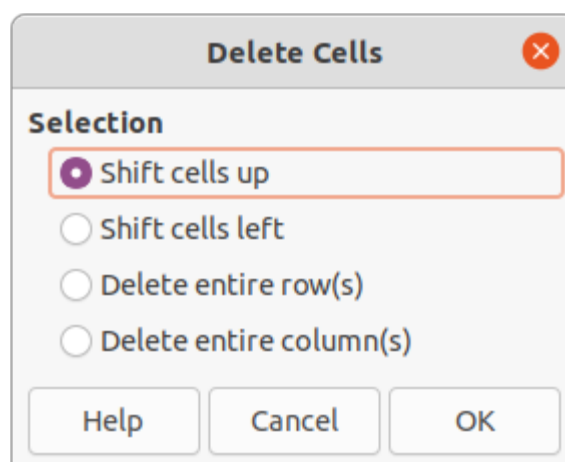 Delete Cells
Selection
Shift cells up
Shift cells left
Delete entire row(s)
Delete entire column(s)
Help Cancel OK